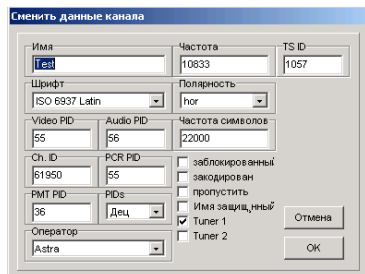 Сменить данные канала
Имя Частота TS ID
Test 10833 1057
Шрифт Полярность
ISO 6937 Latin hor
Video PID Audio PID Частота символов
55 56 22000
Ch. ID PCR PID заблокированный
61950 55 закодирован
PMT PID PIDs пропустить
36 Дец Имя защищ„нный
Оператор Tuner 1 Отмена
Astra Tuner 2 OK